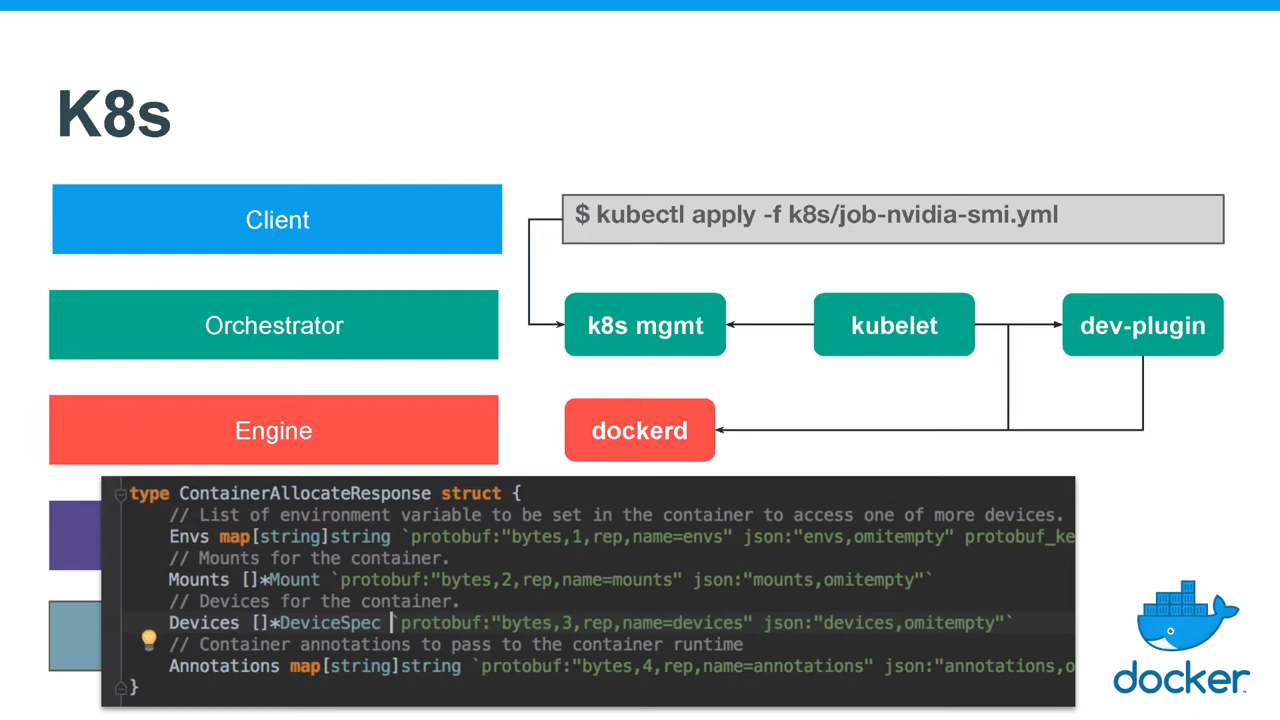 K8s
Client
$ kubectl apply -f k8s/job-nvidia-smi.yml
Orchestrator
k8s mgmt
kubelet
dev-plugin
Engine
dockerd
type ContainerAllocateResponse struct {
// List of environment variable to be set in the container to access one of more devices.
Envs map[string]string `protobuf:"bytes,1,rep,name=envs" json:"envs,omitempty" protobuf_ke
// Mounts for the container.
Mounts []*Mount `protobuf:"bytes,2,rep,name=mounts" json:"mounts,omitempty"`
// Devices for the container.
Devices []*DeviceSpec `protobuf:"bytes,3,rep,name=devices" json:"devices,omitempty"`
// Container annotations to pass to the container runtime
Annotations map[string]string `protobuf:"bytes,4,rep,name=annotations" json:"annotations,o
}
docker